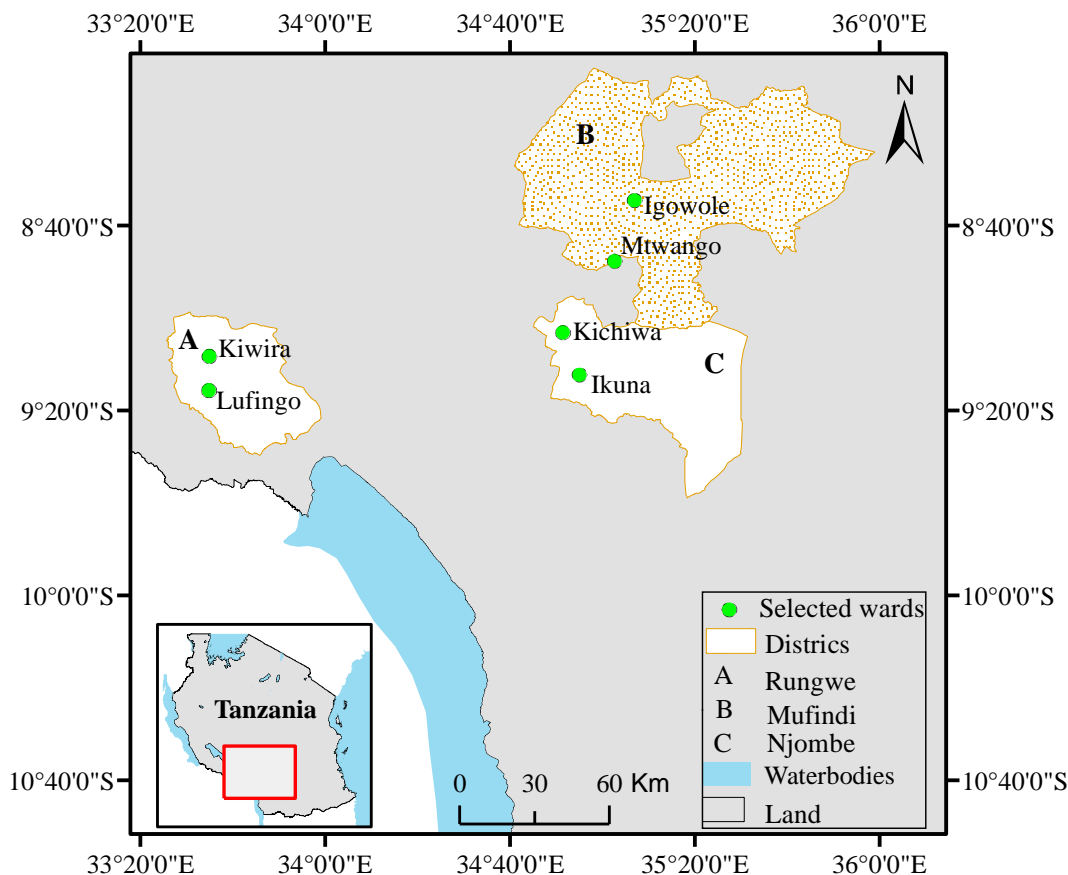 33°20'0"E 34°0'0"E 34°40'0"E 35°20'0"E 36°0'0"E
N
B
Igowole
8°40'0"S 8°40'0"S
Mtwango
Kichiwa
A
Kiwira
C
Ikuna
Lufingo
9°20'0"S 9°20'0"S
10°0'0"S 10°0'0"S
Selected wards
Districs
A Rungwe
B Mufindi
C Njombe
Waterbodies
Land
Tanzania
0 30 60 Km
10°40'0"S 10°40'0"S
33°20'0"E 34°0'0"E 34°40'0"E 35°20'0"E 36°0'0"E